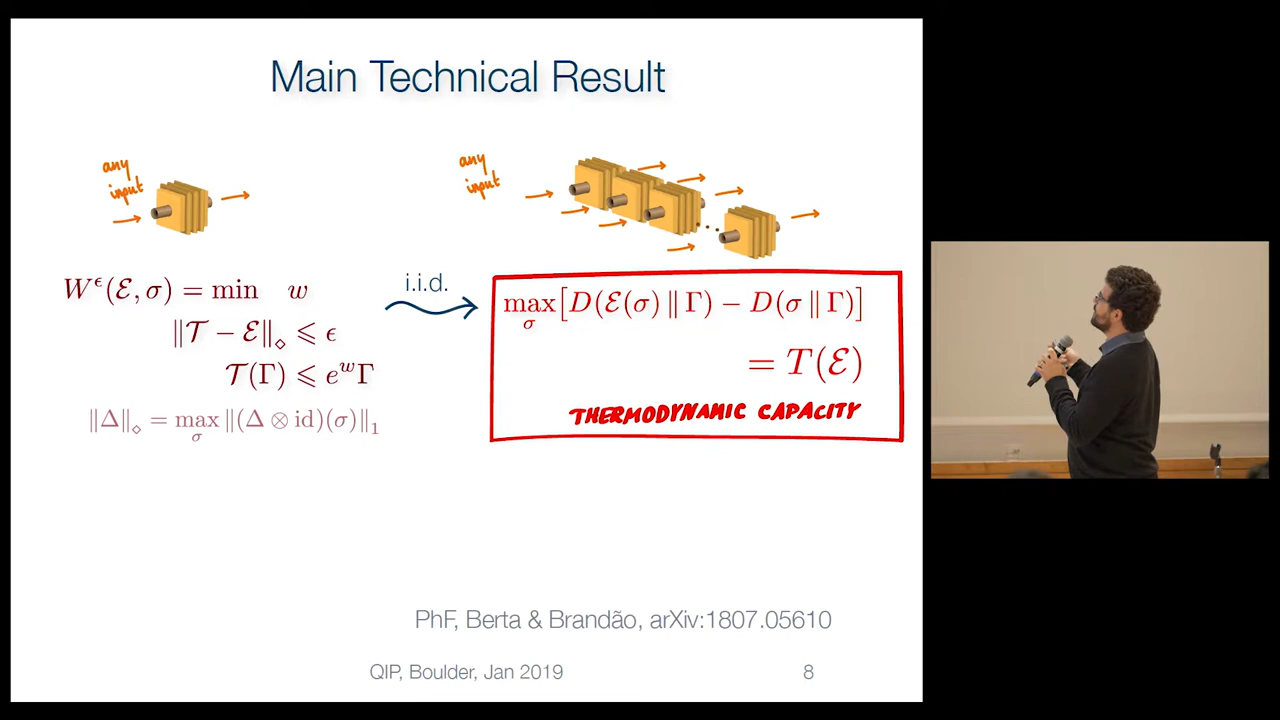 Main Technical Result
any
input
any
input
W^ϵ(ℰ, σ) = min w
‖𝒯 − ℰ‖⋄ ⩽ ϵ
𝒯(Γ) ⩽ e^w Γ
‖Δ‖⋄ = max_σ ‖(Δ ⊗ id)(σ)‖₁
i.i.d.
max_σ [D(ℰ(σ) ‖ Γ) − D(σ ‖ Γ)]
= T(ℰ)
THERMODYNAMIC CAPACITY
PhF, Berta & Brandão, arXiv:1807.05610
QIP, Boulder, Jan 2019 8